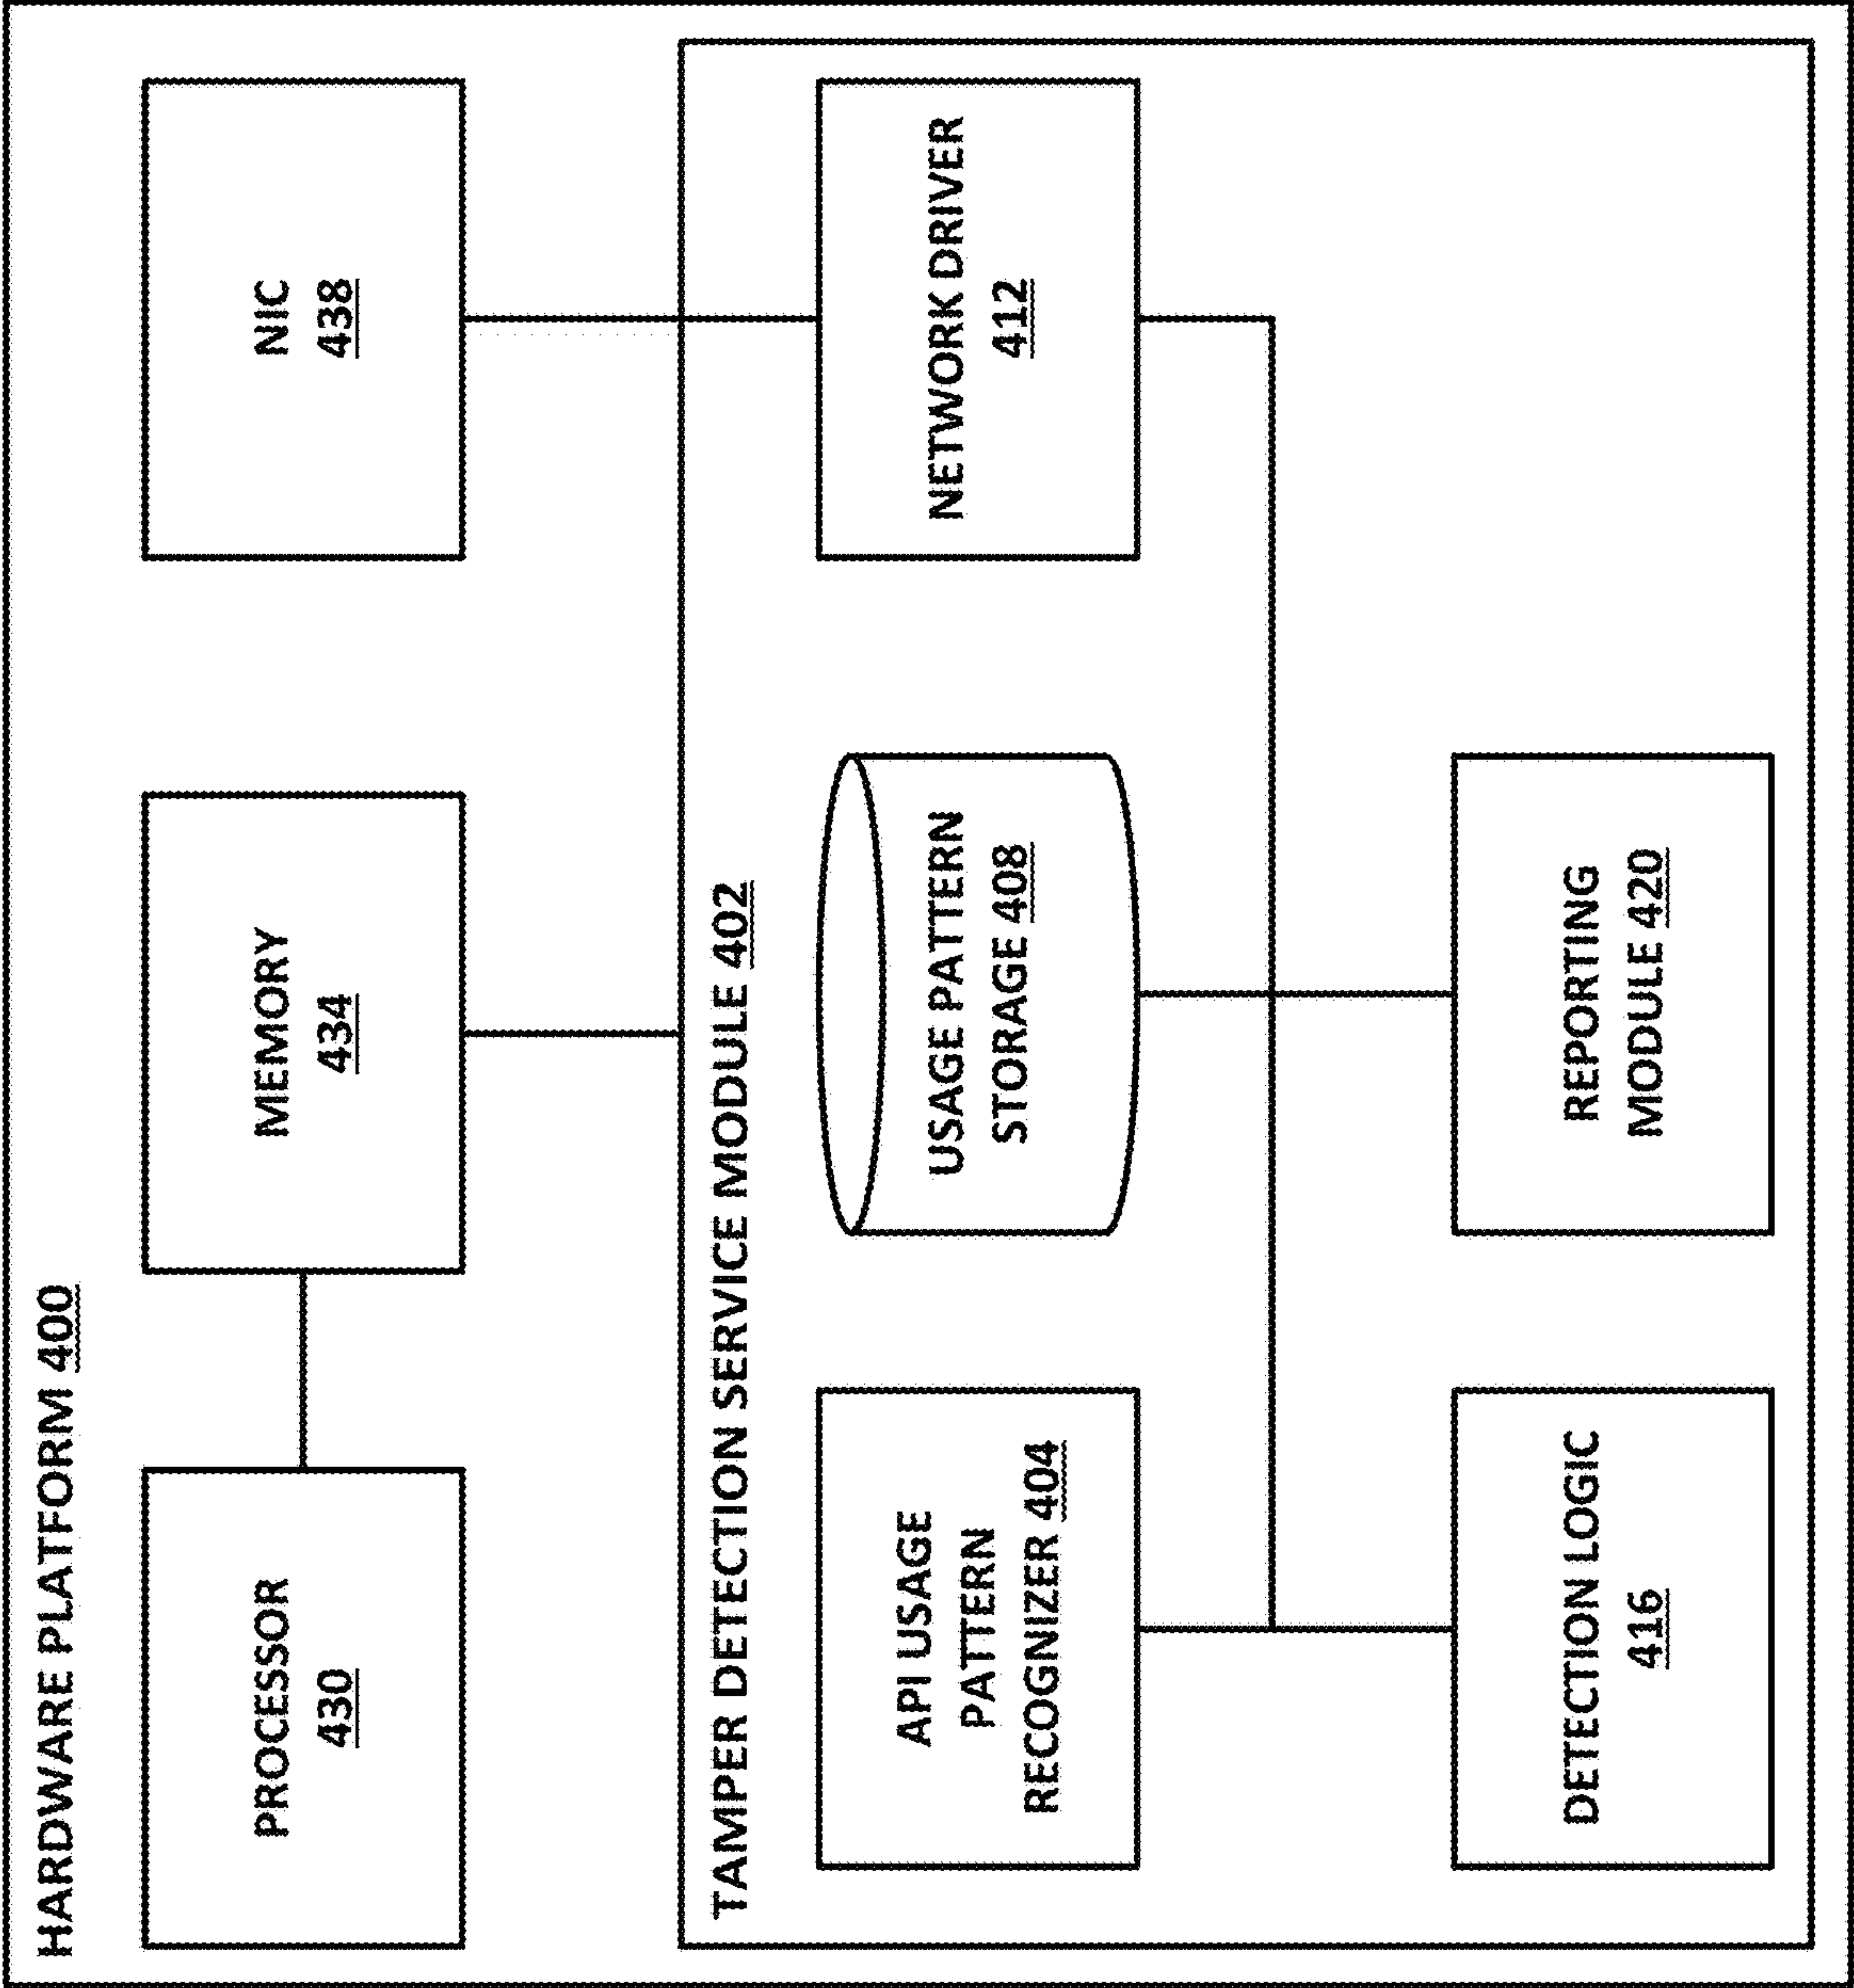 HARDWARE PLATFORM 400
PROCESSOR
430
MEMORY
434
NIC
438
TAMPER DETECTION SERVICE MODULE 402
API USAGE
PATTERN
RECOGNIZER 404
USAGE PATTERN
STORAGE 408
NETWORK DRIVER
412
DETECTION LOGIC
416
REPORTING
MODULE 420